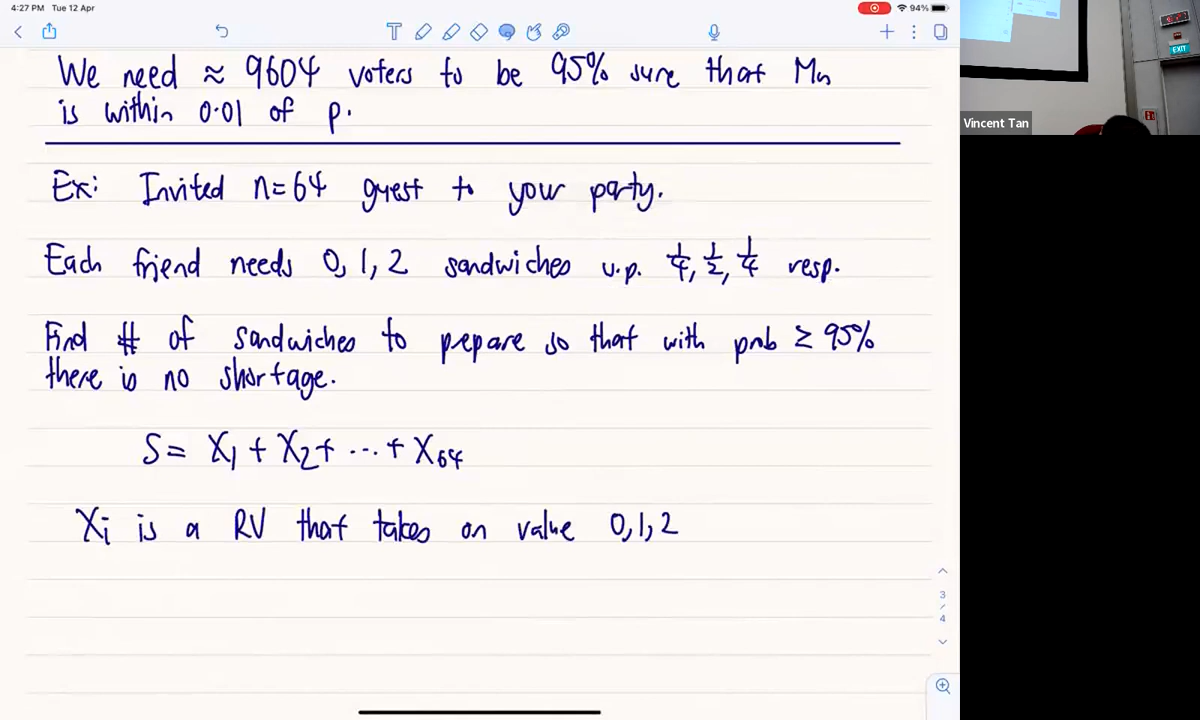 4:27 PM Tue 12 Apr
94%
We need ≈ 9604 voters to be 95% sure that Mn
is within 0.01 of p.
Ex: Invited n=64 guest to your party.
Each friend needs 0, 1, 2 sandwiches w.p. 1/4, 1/2, 1/4 resp.
Find # of sandwiches to prepare so that with prob ≥ 95%
there is no shortage.
S = X1 + X2 + ... + X64
Xi is a RV that takes on value 0, 1, 2
3
/
4
EXIT
Vincent Tan